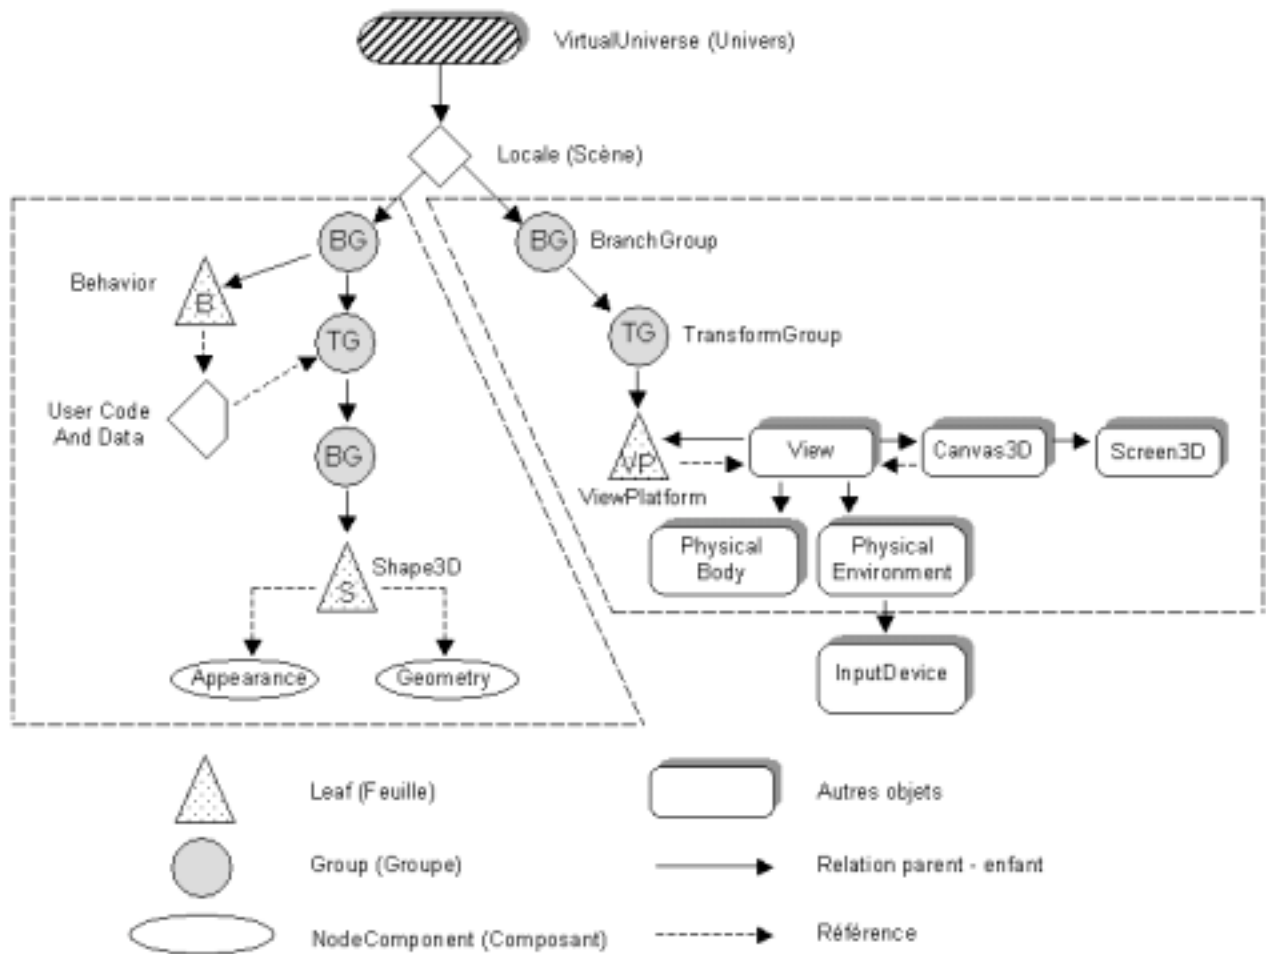 VirtualUniverse (Univers)
Locale (Scène)
BG
BG
BranchGroup
Behavior
B
TG
TG
TransformGroup
User Code
And Data
BG
VP
View
Canvas3D
Screen3D
ViewPlatform
Physical
Body
Physical
Environment
Shape3D
S
Appearance
Geometry
InputDevice
Leaf (Feuille)
Autres objets
Group (Groupe)
Relation parent - enfant
NodeComponent (Composant)
Référence